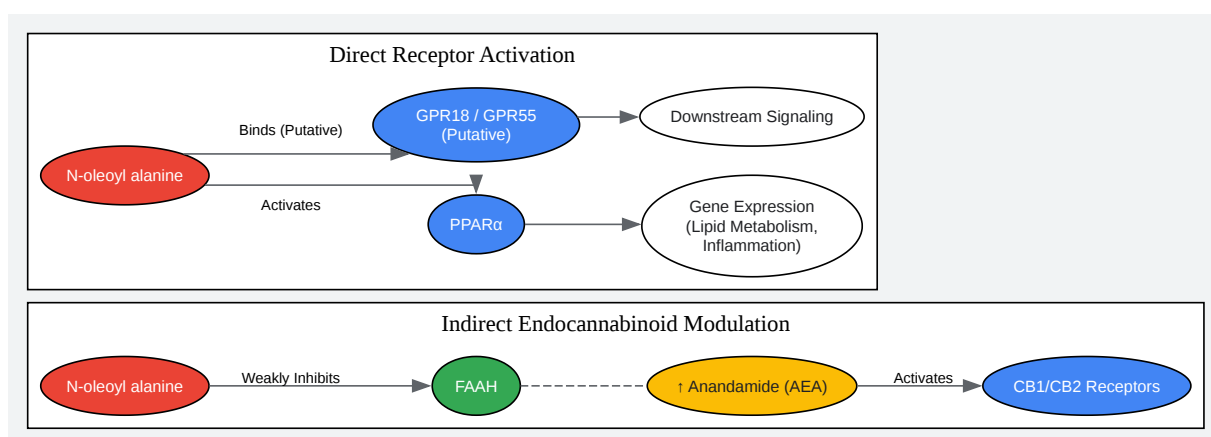 Direct Receptor Activation
N-oleoyl alanine
Binds (Putative)
GPR18 / GPR55
(Putative)
Downstream Signaling
Activates
PPARα
Gene Expression
(Lipid Metabolism,
Inflammation)
Indirect Endocannabinoid Modulation
N-oleoyl alanine
Weakly Inhibits
FAAH
↑ Anandamide (AEA)
Activates
CB1/CB2 Receptors